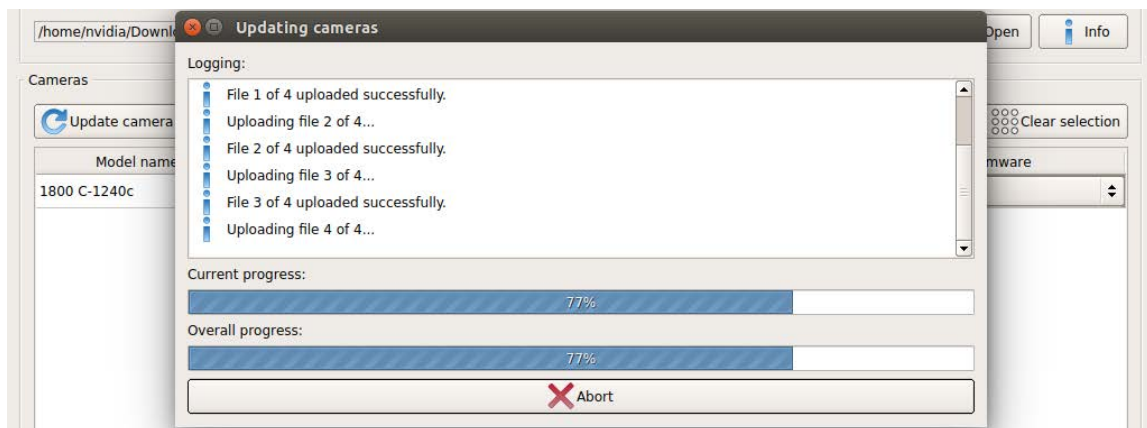 /home/nvidia/Downl
Updating cameras
Open
Info
Logging:
Cameras
File 1 of 4 uploaded successfully.
Uploading file 2 of 4...
File 2 of 4 uploaded successfully.
Uploading file 3 of 4...
File 3 of 4 uploaded successfully.
Uploading file 4 of 4...
Update camera
Clear selection
Model name
mware
1800 C-1240c
Current progress:
77%
Overall progress:
77%
Abort